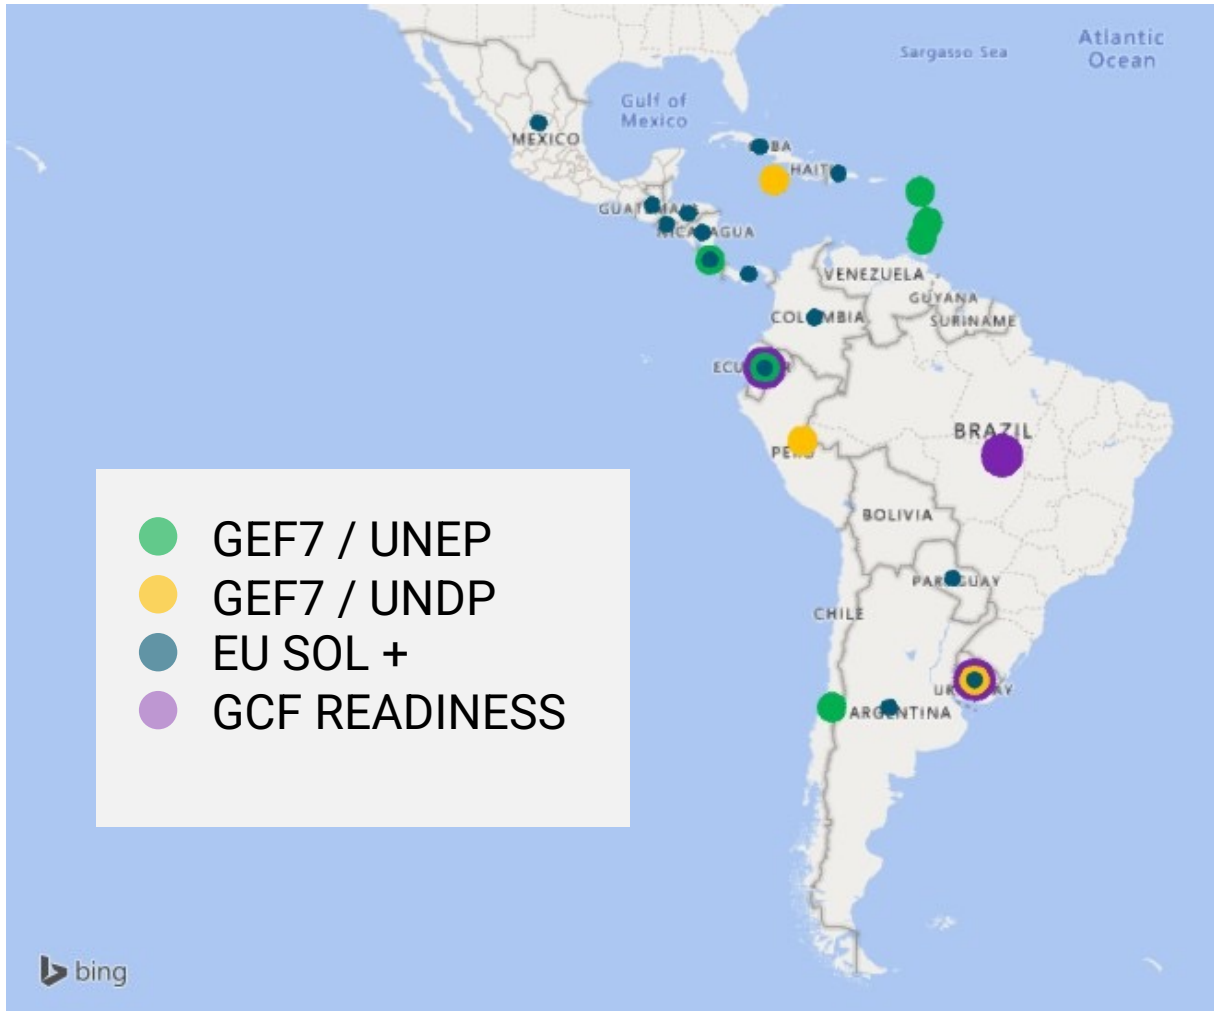 Atlantic
Ocean
Sargasso Sea
Gulf of
Mexico
MEXICO
HAITI
VENEZUELA
GUYANA
SURINAME
BRAZIL
BOLIVIA
CHILE
ARGENTINA
GEF7 / UNEP
GEF7 / UNDP
EU SOL +
GCF READINESS
bing